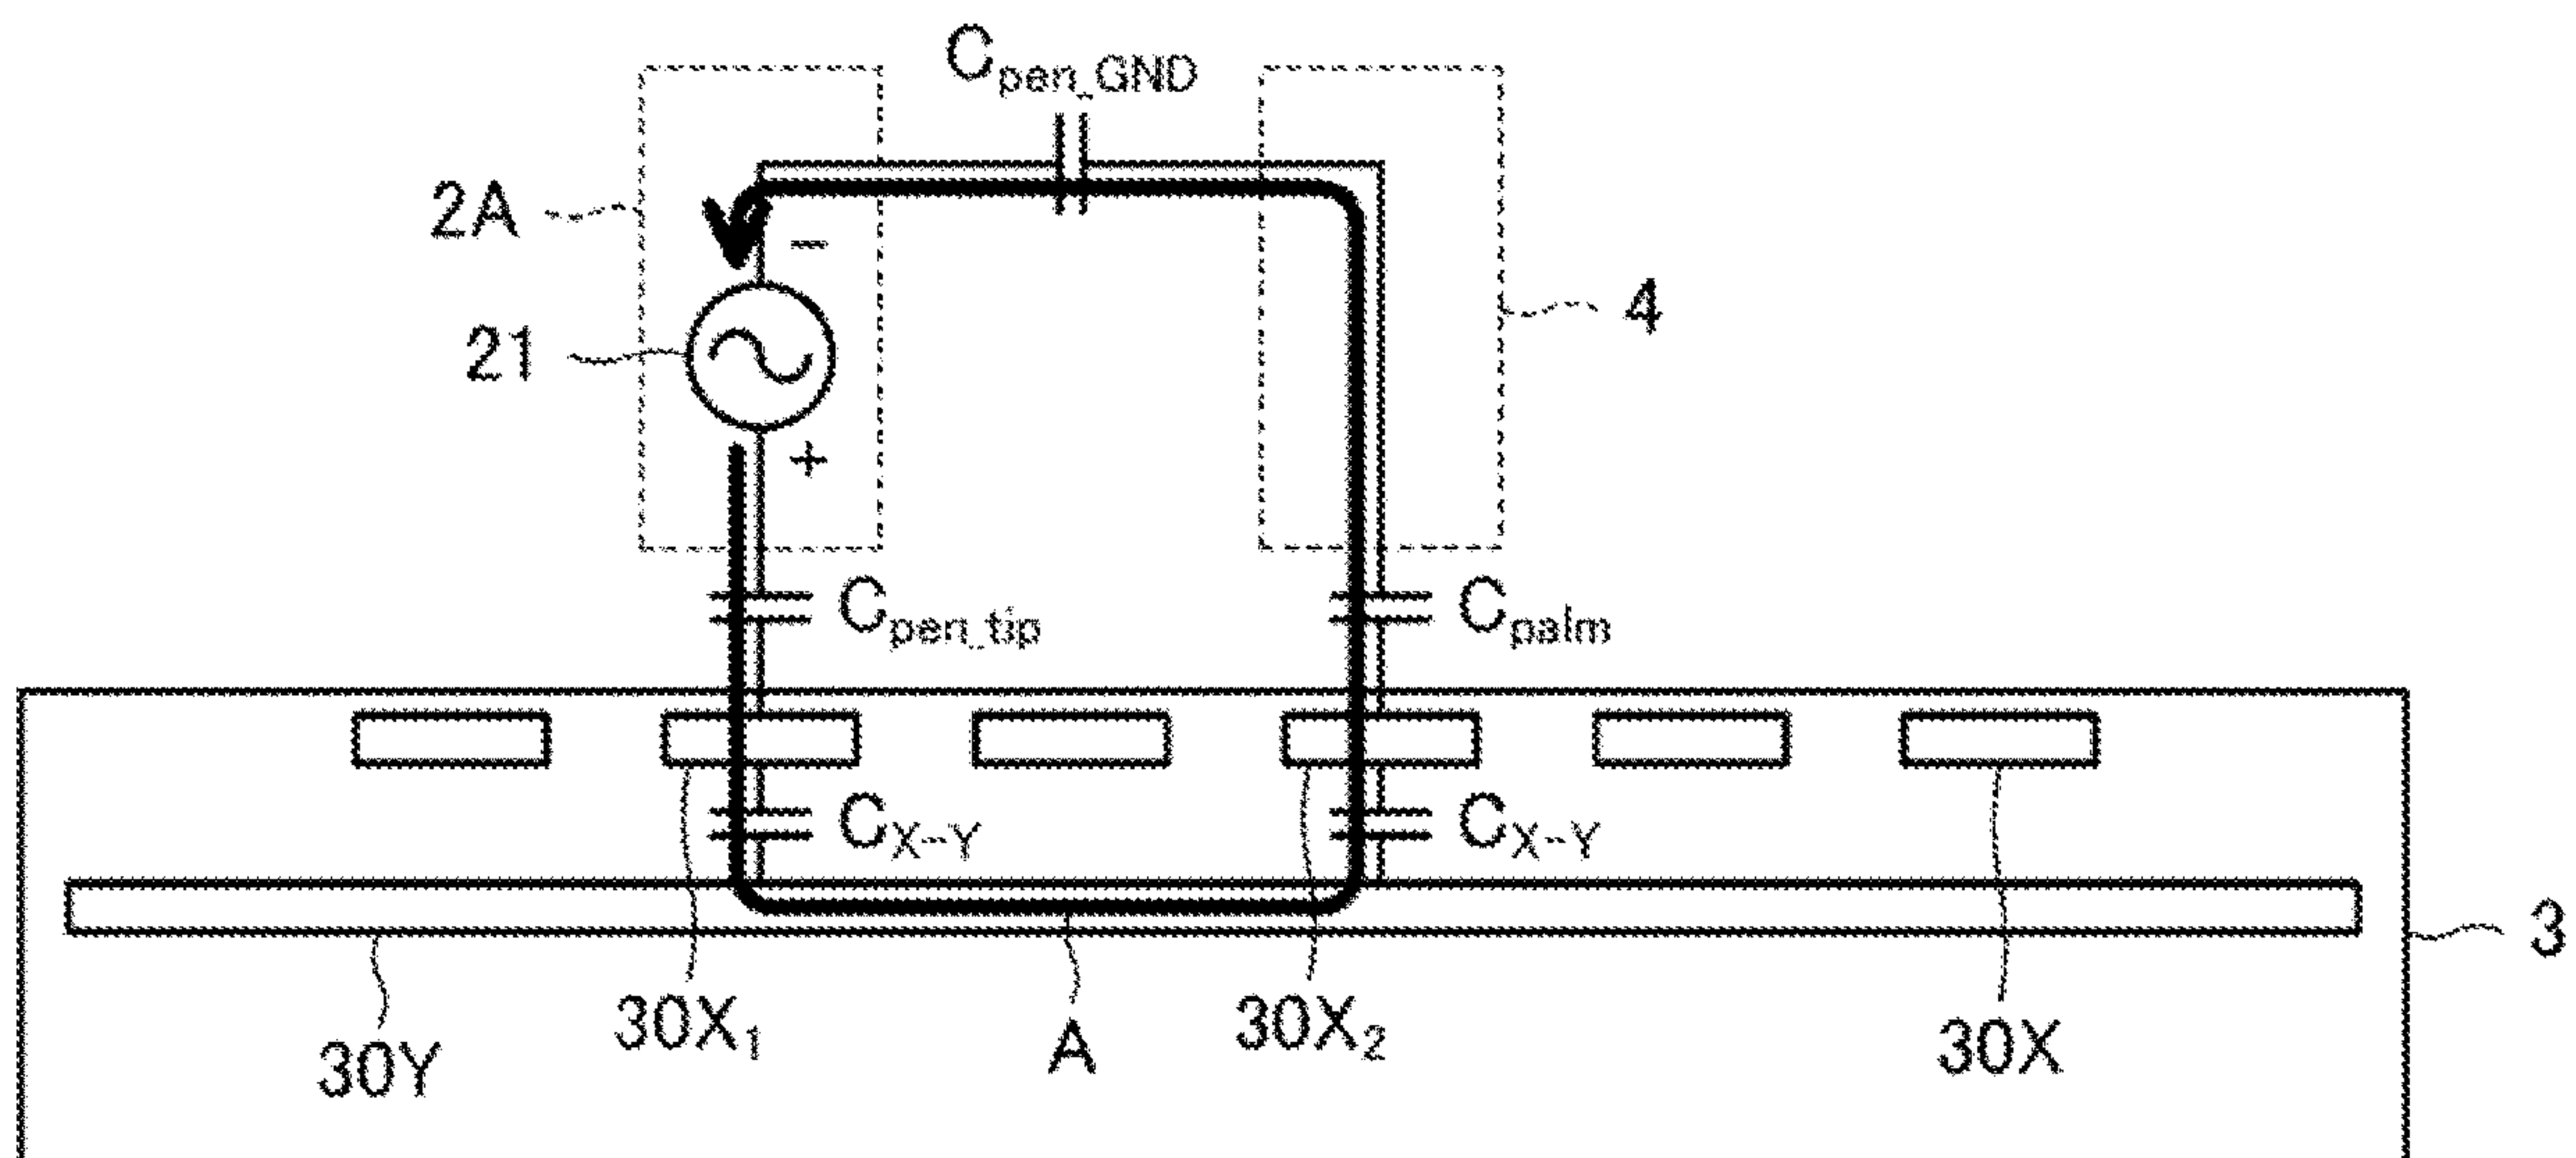 C_pen_GND
2A
−
4
21
+
C_pen_tip
C_palm
C_X-Y
C_X-Y
3
30X₁
30X₂
A
30X
30Y